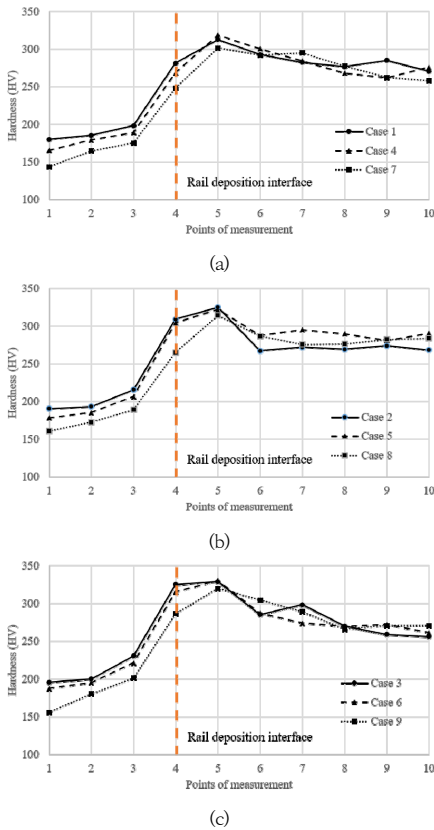 350
300
250
200
150
100
Hardness (HV)
Case 1
Case 4
Case 7
Rail deposition interface
1 2 3 4 5 6 7 8 9 10
Points of measurement
(a)
350
300
250
200
150
100
Hardness (HV)
Case 2
Case 5
Case 8
Rail deposition interface
1 2 3 4 5 6 7 8 9 10
Points of measurement
(b)
350
300
250
200
150
100
Hardness (HV)
Case 3
Case 6
Case 9
Rail deposition interface
1 2 3 4 5 6 7 8 9 10
Points of measurement
(c)